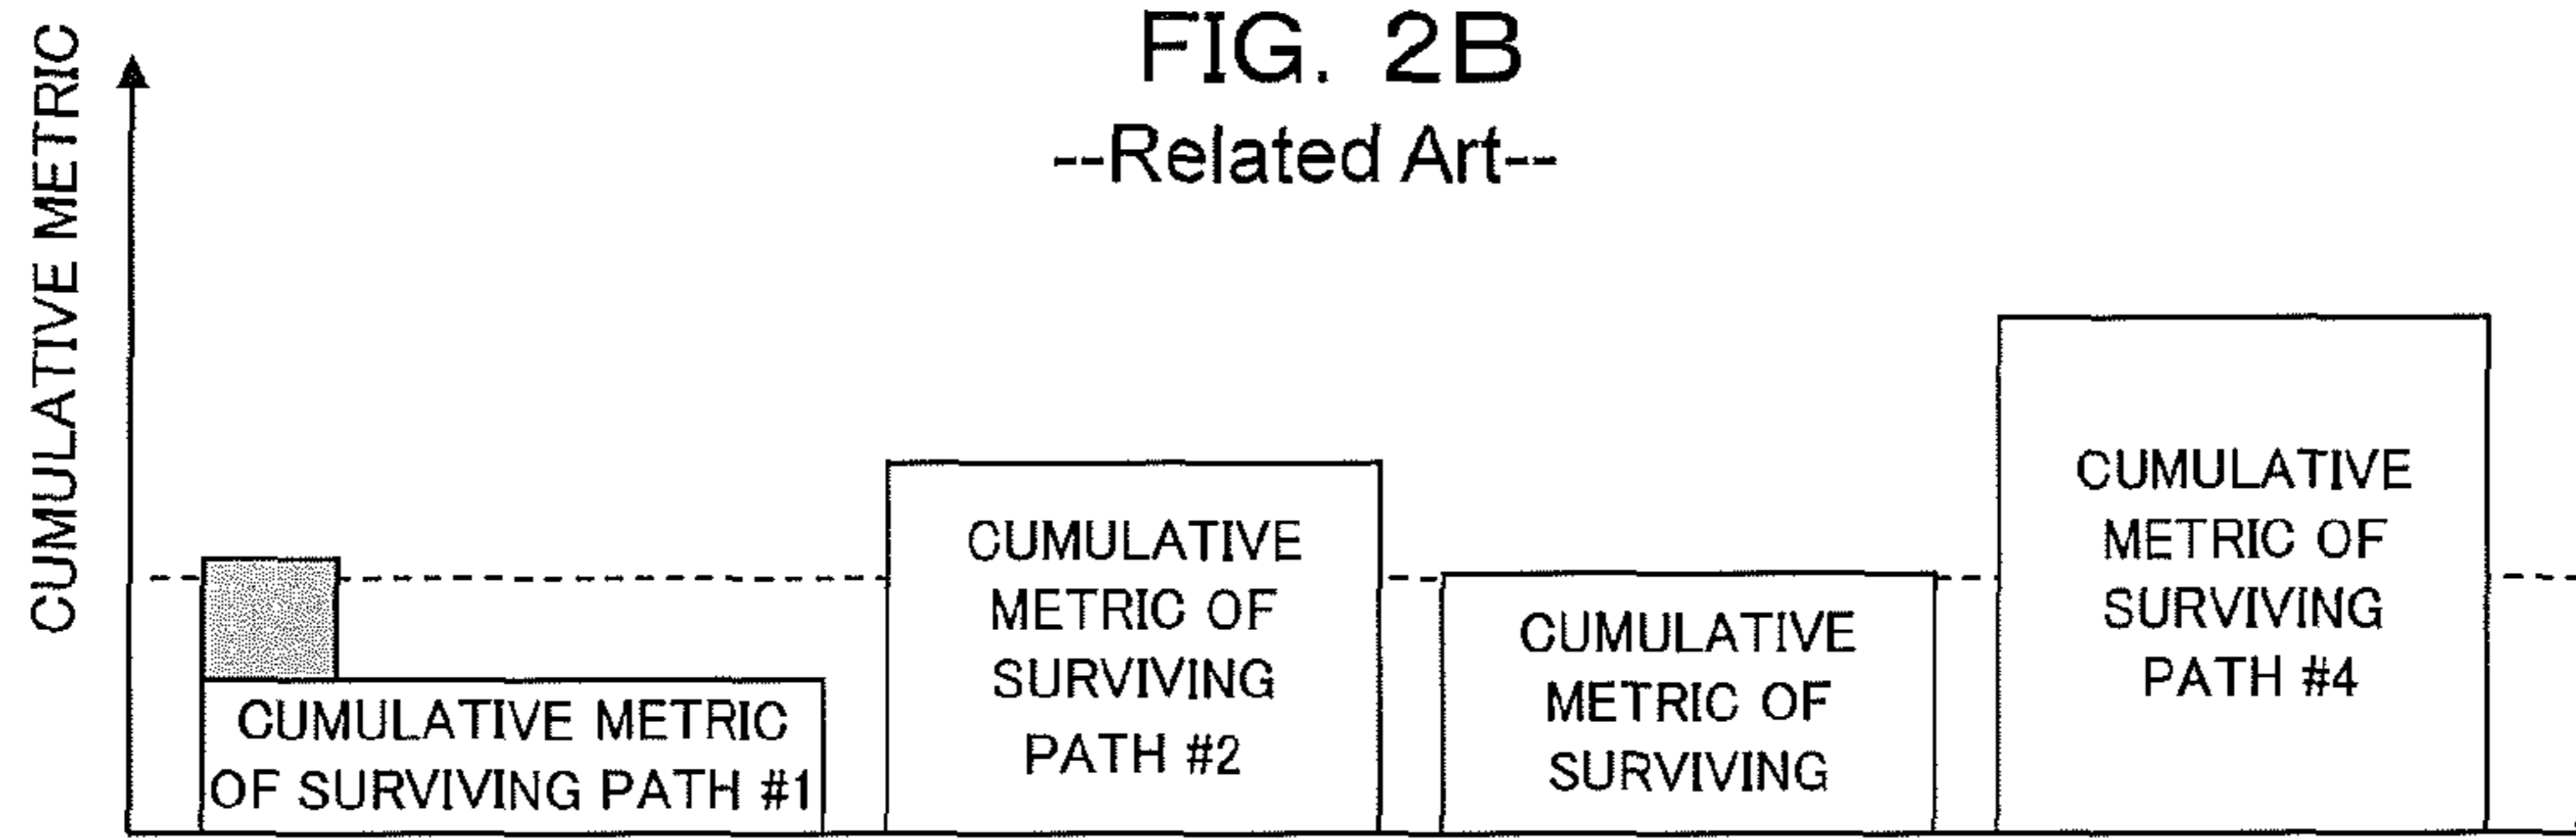 FIG. 2B
--Related Art--
CUMULATIVE METRIC
CUMULATIVE METRIC
OF SURVIVING PATH #1
CUMULATIVE
METRIC OF
SURVIVING
PATH #2
CUMULATIVE
METRIC OF
SURVIVING
CUMULATIVE
METRIC OF
SURVIVING
PATH #4